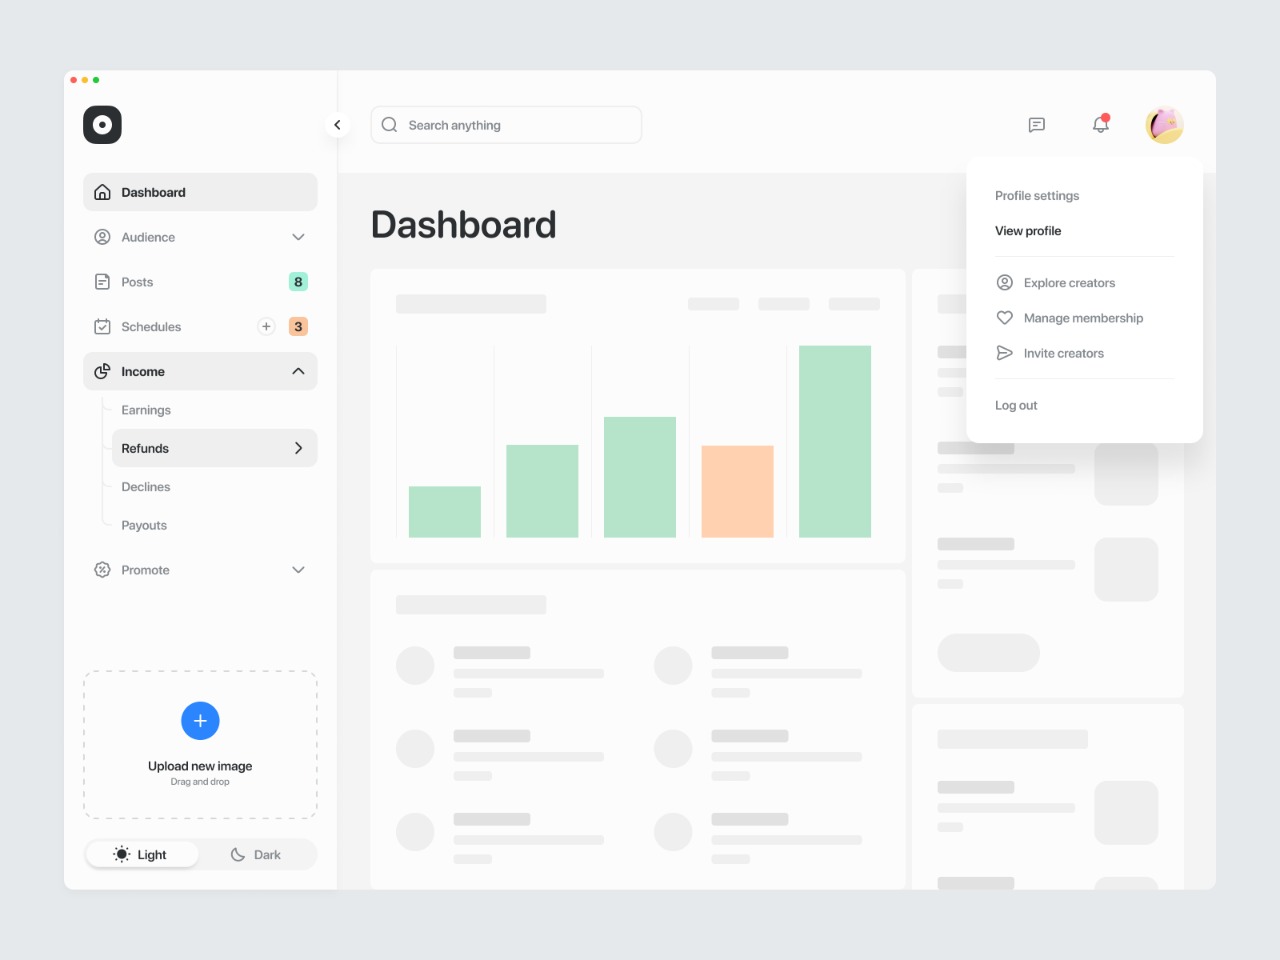 Search anything
Dashboard
Audience
Posts
8
Schedules
3
Income
Earnings
Refunds
Declines
Payouts
Promote
Upload new image
Drag and drop
Light
Dark
Dashboard
Profile settings
View profile
Explore creators
Manage membership
Invite creators
Log out